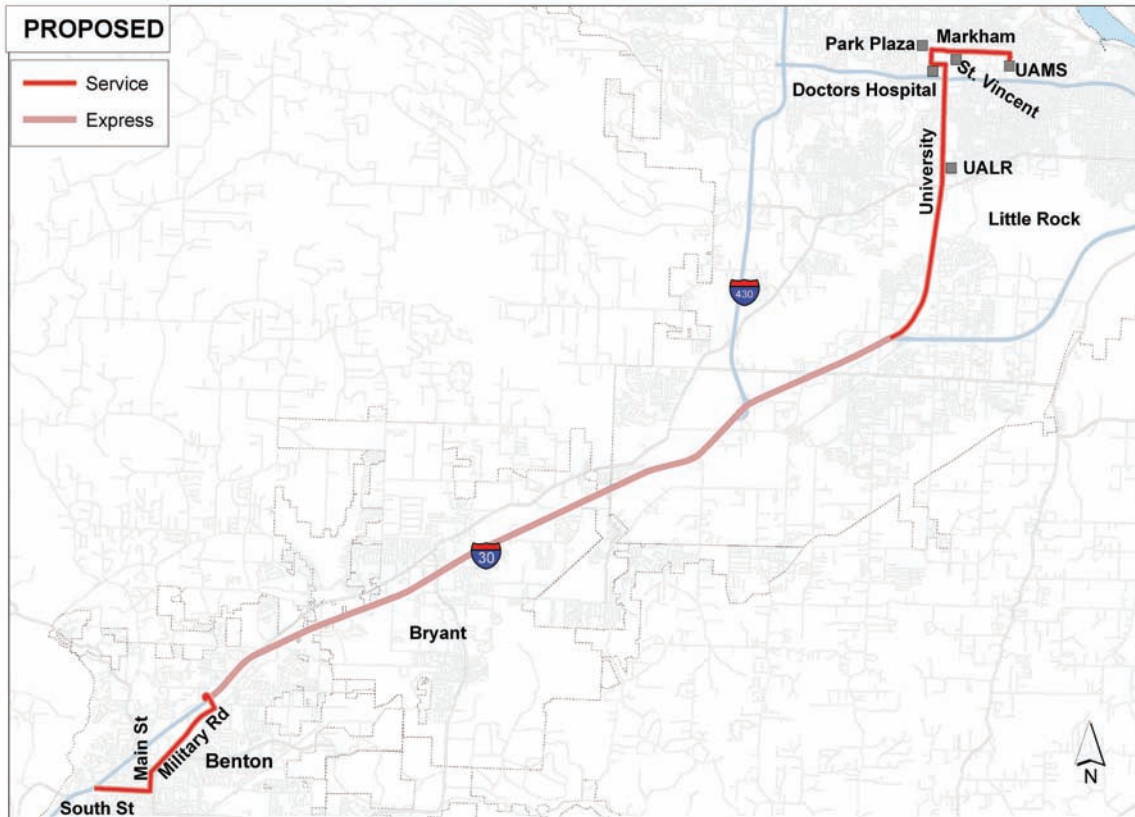 PROPOSED
Service
Express
Park Plaza
Markham
UAMS
St. Vincent
Doctors Hospital
University
UALR
Little Rock
430
30
Bryant
Main St
Military Rd
Benton
South St
N